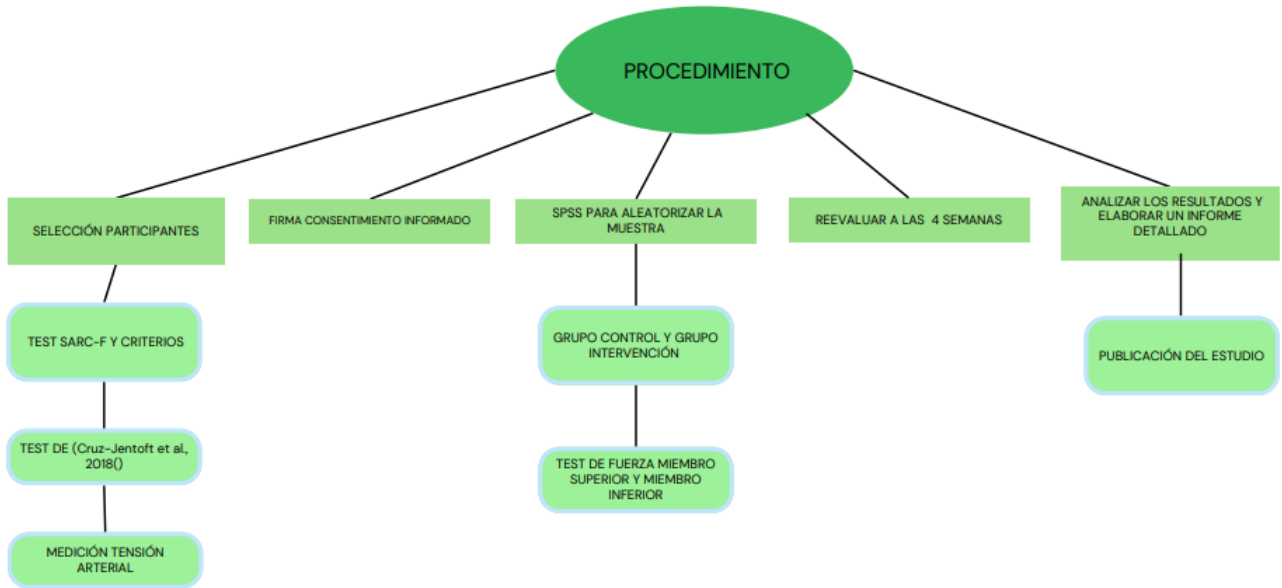 PROCEDIMIENTO
SELECCIÓN PARTICIPANTES
FIRMA CONSENTIMIENTO INFORMADO
SPSS PARA ALEATORIZAR LA
MUESTRA
REEVALUAR A LAS 4 SEMANAS
ANALIZAR LOS RESULTADOS Y
ELABORAR UN INFORME
DETALLADO
TEST SARC-F Y CRITERIOS
GRUPO CONTROL Y GRUPO
INTERVENCIÓN
PUBLICACIÓN DEL ESTUDIO
TEST DE (Cruz-Jentoft et al.,
2018()
TEST DE FUERZA MIEMBRO
SUPERIOR Y MIEMBRO
INFERIOR
MEDICIÓN TENSIÓN
ARTERIAL